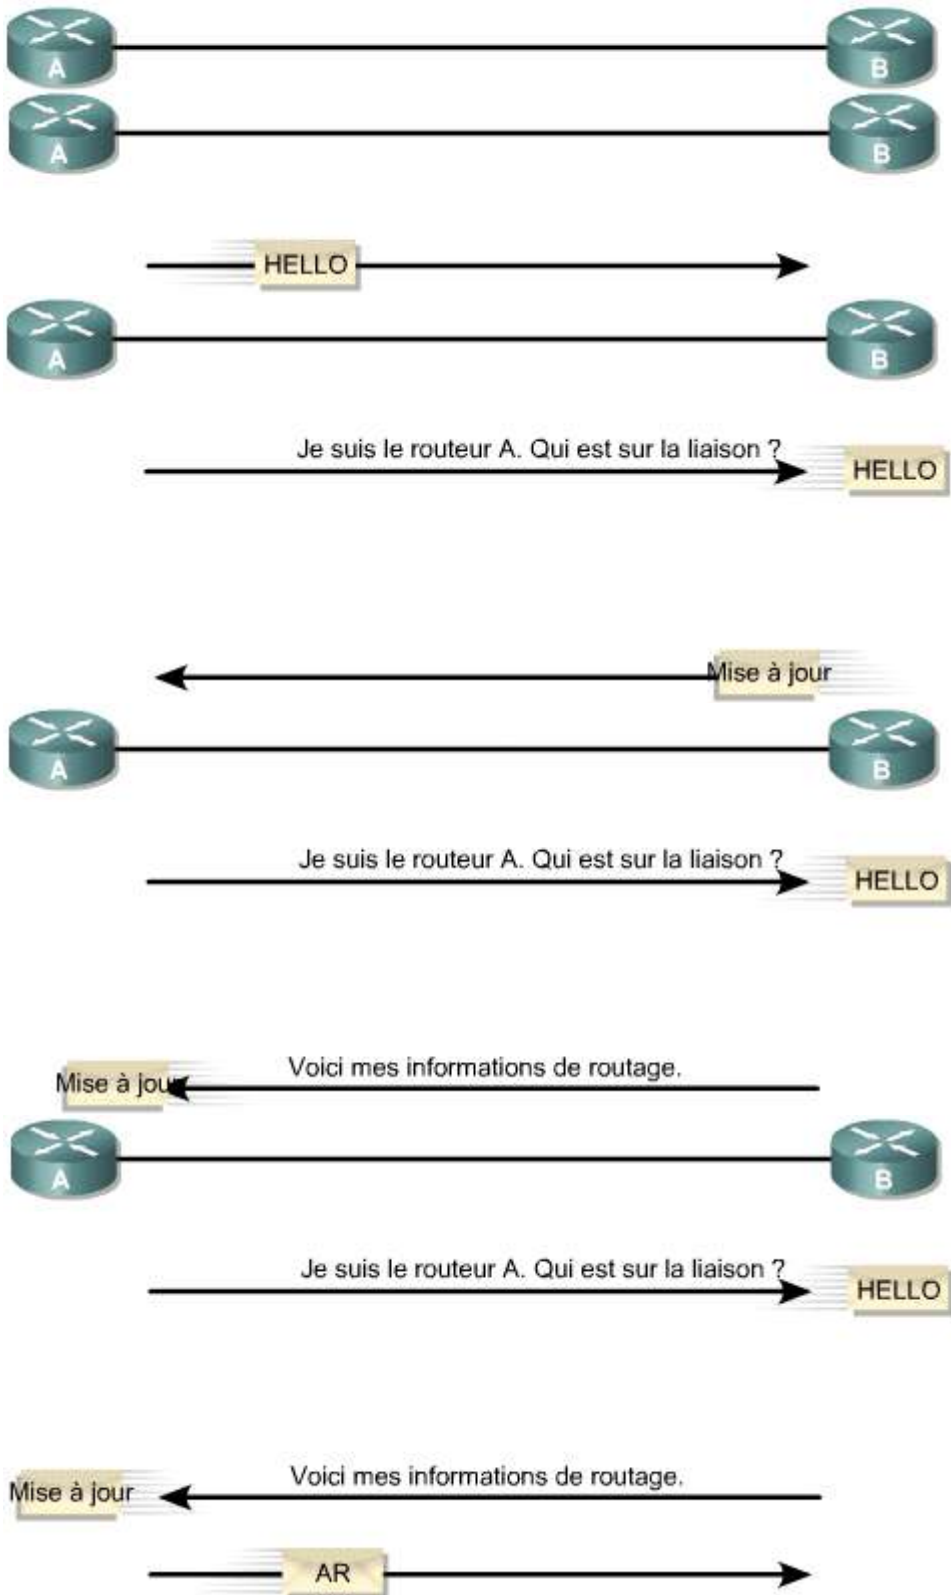 A B
A B
HELLO
A B
Je suis le routeur A. Qui est sur la liaison ?
HELLO
Mise à jour
A B
Je suis le routeur A. Qui est sur la liaison ?
HELLO
Voici mes informations de routage.
Mise à jour
A B
Je suis le routeur A. Qui est sur la liaison ?
HELLO
Voici mes informations de routage.
Mise à jour
AR